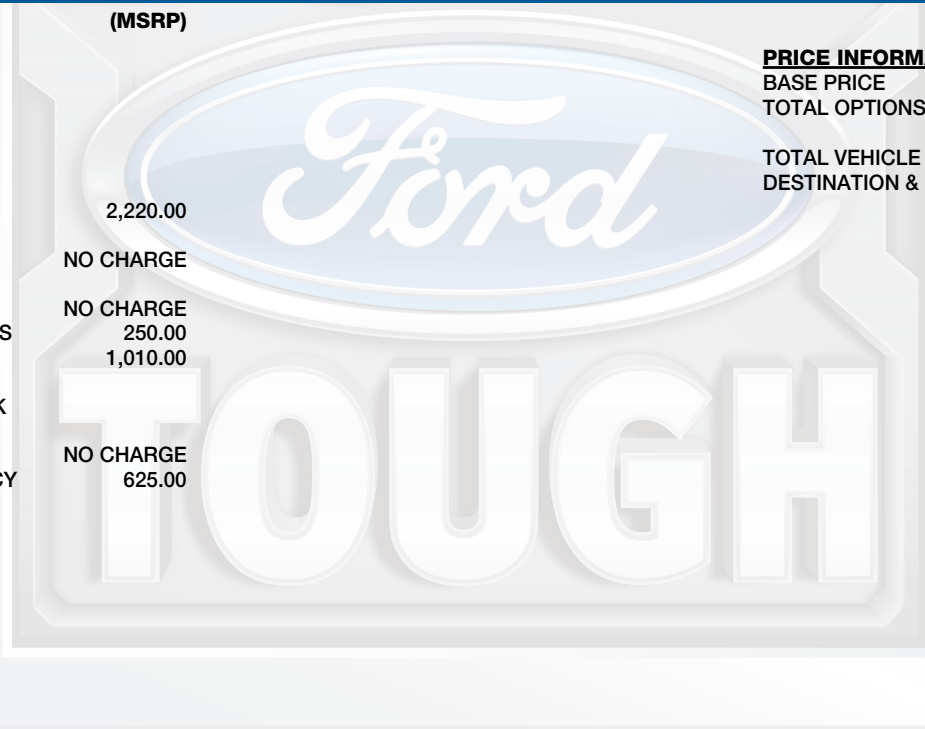 (MSRP)
2,220.00
NO CHARGE
NO CHARGE
S 250.00
1,010.00
K
NO CHARGE
CY 625.00
PRICE INFORM
BASE PRICE
TOTAL OPTIONS
TOTAL VEHICLE
DESTINATION &
Ford
TOUGH